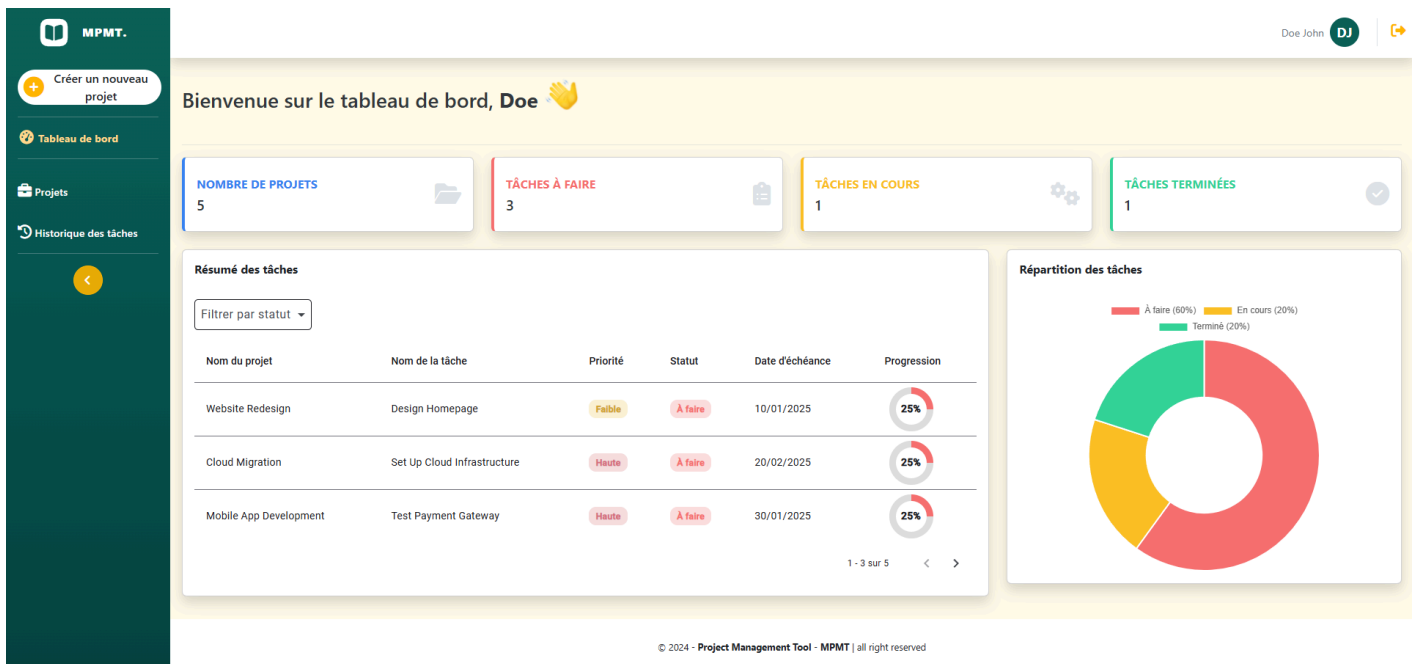 MPMT.
Doe John DJ
Créer un nouveau
projet
Tableau de bord
Projets
Historique des tâches
Bienvenue sur le tableau de bord, Doe
NOMBRE DE PROJETS
5
TÂCHES À FAIRE
3
TÂCHES EN COURS
1
TÂCHES TERMINÉES
1
Résumé des tâches
Filtrer par statut
Nom du projet Nom de la tâche Priorité Statut Date d'échéance Progression
Website Redesign Design Homepage Faible À faire 10/01/2025 25%
Cloud Migration Set Up Cloud Infrastructure Haute À faire 20/02/2025 25%
Mobile App Development Test Payment Gateway Haute À faire 30/01/2025 25%
1 - 3 sur 5
Répartition des tâches
À faire (60%) En cours (20%)
Terminé (20%)
© 2024 - Project Management Tool - MPMT | all right reserved